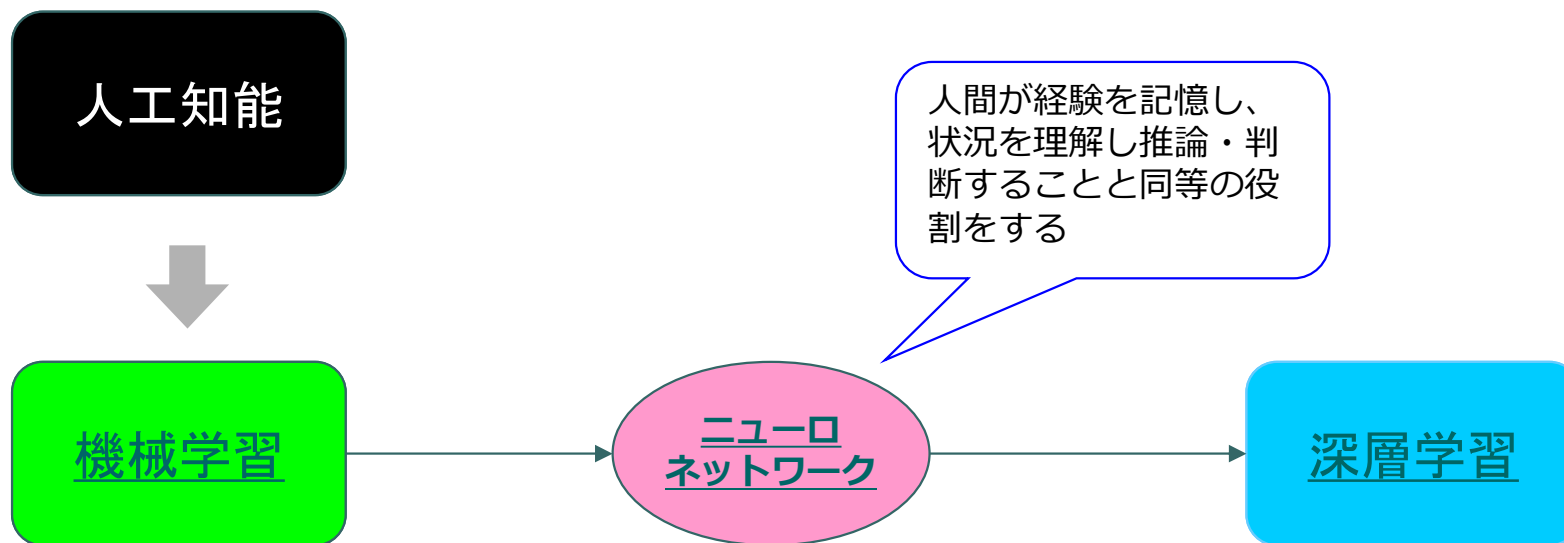 人工知能
人間が経験を記憶し、
状況を理解し推論・判
断することと同等の役
割をする
機械学習
ニューロ
ネットワーク
深層学習